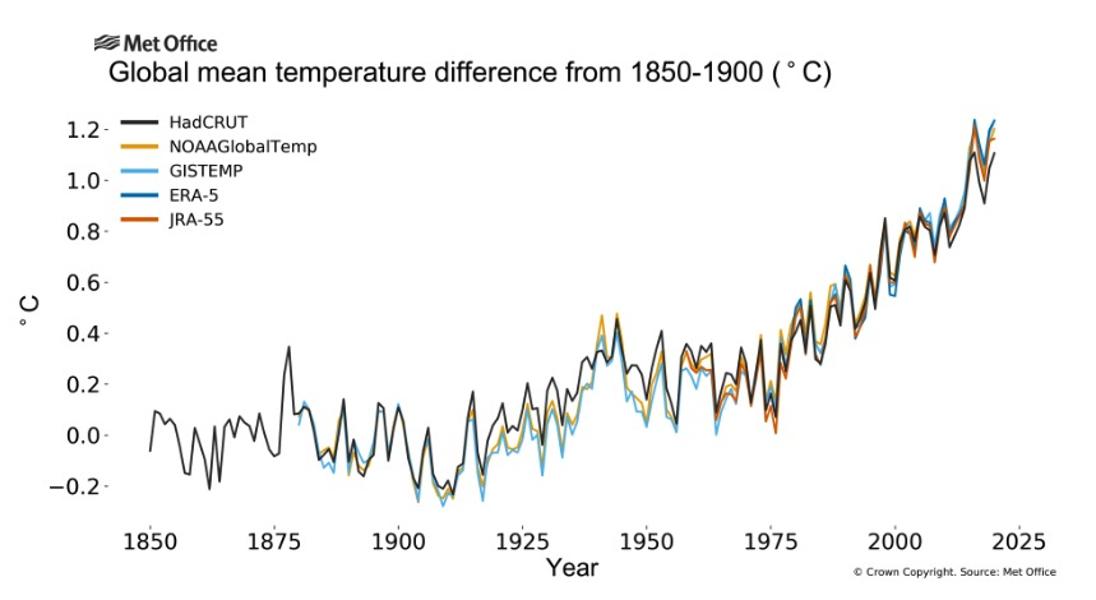 Met Office
Global mean temperature difference from 1850-1900 (°C)
HadCRUT
NOAAGlobalTemp
GISTEMP
ERA-5
JRA-55
1.2
1.0
0.8
0.6
0.4
0.2
0.0
−0.2
°C
1850 1875 1900 1925 1950 1975 2000 2025
Year
© Crown Copyright. Source: Met Office